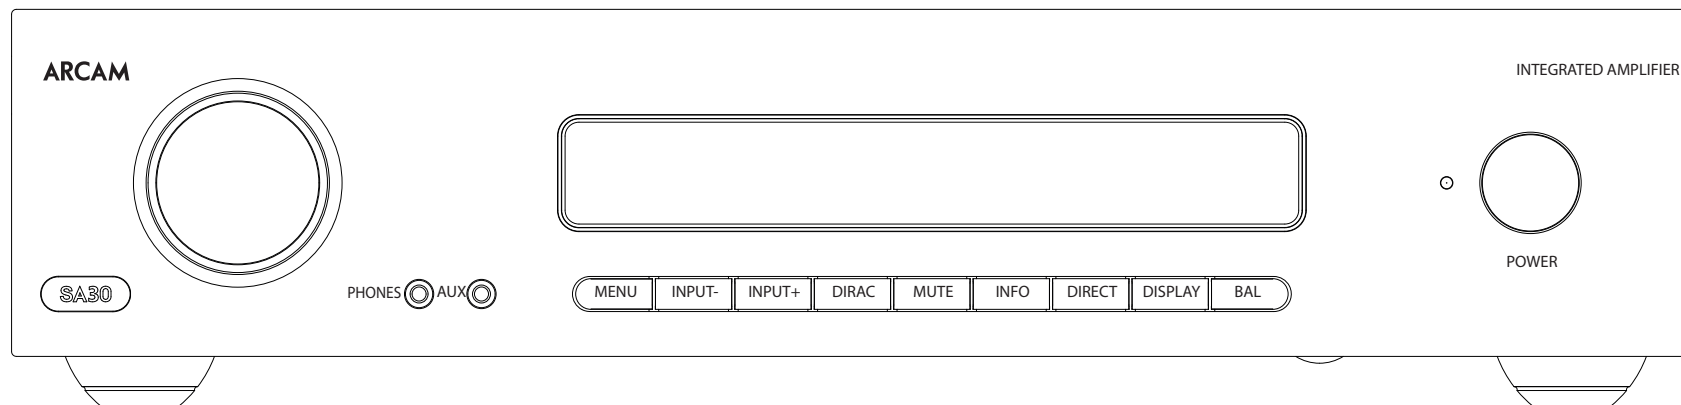 ARCAM
INTEGRATED AMPLIFIER
POWER
SA30
PHONES
AUX
MENU
INPUT-
INPUT+
DIRAC
MUTE
INFO
DIRECT
DISPLAY
BAL